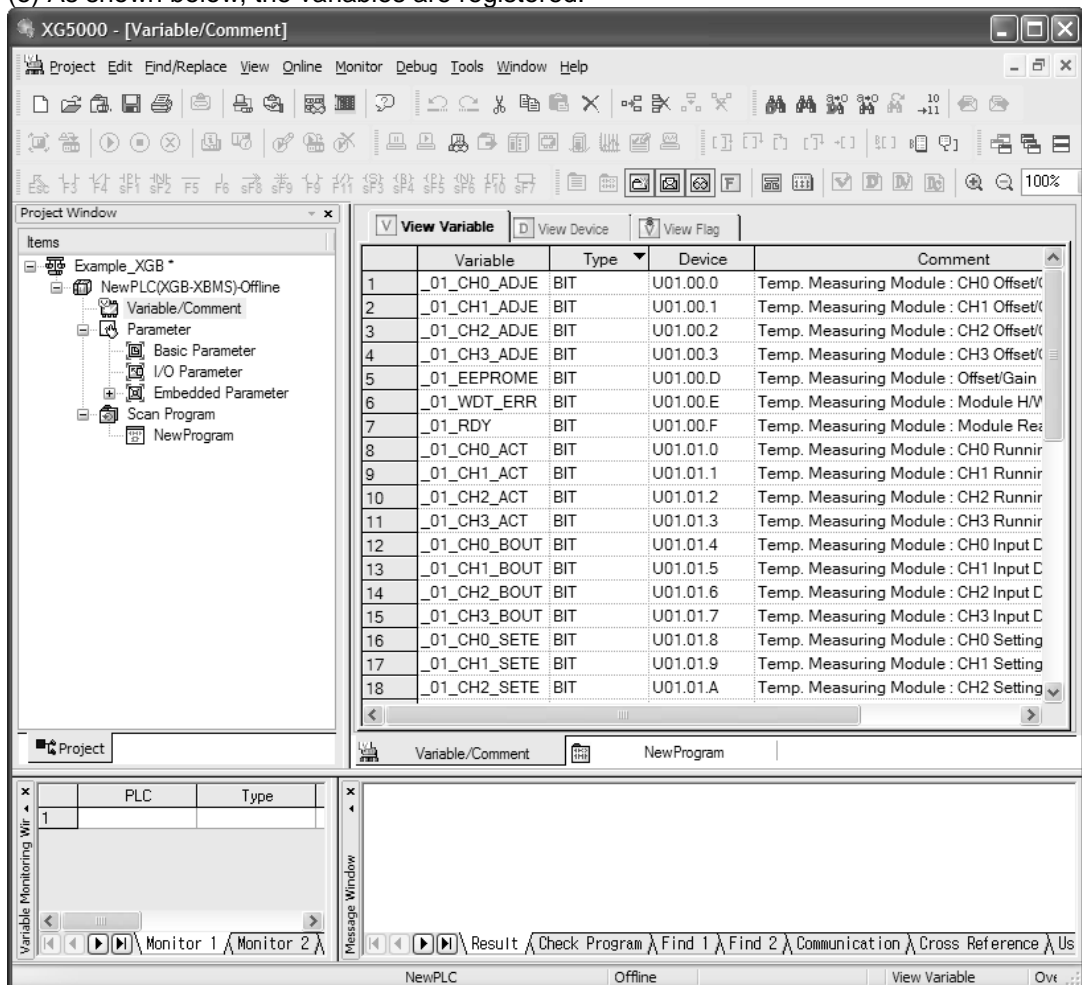 (3) As shown below, the variables are registered.
XG5000 - [Variable/Comment]
Project Edit Find/Replace View Online Monitor Debug Tools Window Help
100%
Project Window
Items
Example_XGB *
NewPLC(XGB-XBMS)-Offline
Variable/Comment
Parameter
Basic Parameter
I/O Parameter
Embedded Parameter
Scan Program
NewProgram
Project
V View Variable D View Device View Flag
Variable Type Device Comment
1 _01_CH0_ADJE BIT U01.00.0 Temp. Measuring Module : CH0 Offset/
2 _01_CH1_ADJE BIT U01.00.1 Temp. Measuring Module : CH1 Offset/
3 _01_CH2_ADJE BIT U01.00.2 Temp. Measuring Module : CH2 Offset/
4 _01_CH3_ADJE BIT U01.00.3 Temp. Measuring Module : CH3 Offset/
5 _01_EEPROME BIT U01.00.D Temp. Measuring Module : Offset/Gain
6 _01_WDT_ERR BIT U01.00.E Temp. Measuring Module : Module H/W
7 _01_RDY BIT U01.00.F Temp. Measuring Module : Module Rea
8 _01_CH0_ACT BIT U01.01.0 Temp. Measuring Module : CH0 Runnin
9 _01_CH1_ACT BIT U01.01.1 Temp. Measuring Module : CH1 Runnin
10 _01_CH2_ACT BIT U01.01.2 Temp. Measuring Module : CH2 Runnin
11 _01_CH3_ACT BIT U01.01.3 Temp. Measuring Module : CH3 Runnin
12 _01_CH0_BOUT BIT U01.01.4 Temp. Measuring Module : CH0 Input D
13 _01_CH1_BOUT BIT U01.01.5 Temp. Measuring Module : CH1 Input D
14 _01_CH2_BOUT BIT U01.01.6 Temp. Measuring Module : CH2 Input D
15 _01_CH3_BOUT BIT U01.01.7 Temp. Measuring Module : CH3 Input D
16 _01_CH0_SETE BIT U01.01.8 Temp. Measuring Module : CH0 Setting
17 _01_CH1_SETE BIT U01.01.9 Temp. Measuring Module : CH1 Setting
18 _01_CH2_SETE BIT U01.01.A Temp. Measuring Module : CH2 Setting
Variable/Comment NewProgram
Variable Monitoring Wir
PLC Type
1
Monitor 1 Monitor 2
Message Window
Result Check Program Find 1 Find 2 Communication Cross Reference Us
NewPLC Offline View Variable Ove